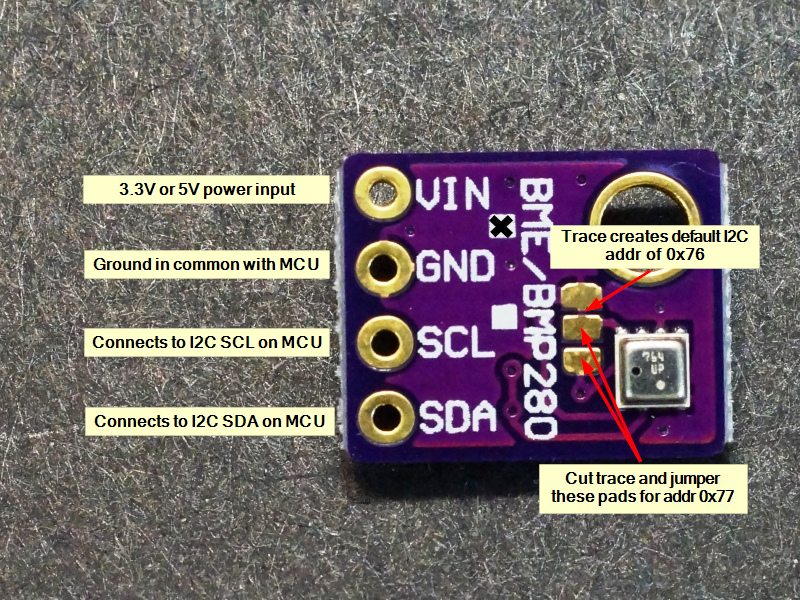 3.3V or 5V power input
VIN
Ground in common with MCU
GND
Connects to I2C SCL on MCU
SCL
Connects to I2C SDA on MCU
SDA
BME/BMP280
Trace creates default I2C
addr of 0x76
764
UP
Cut trace and jumper
these pads for addr 0x77